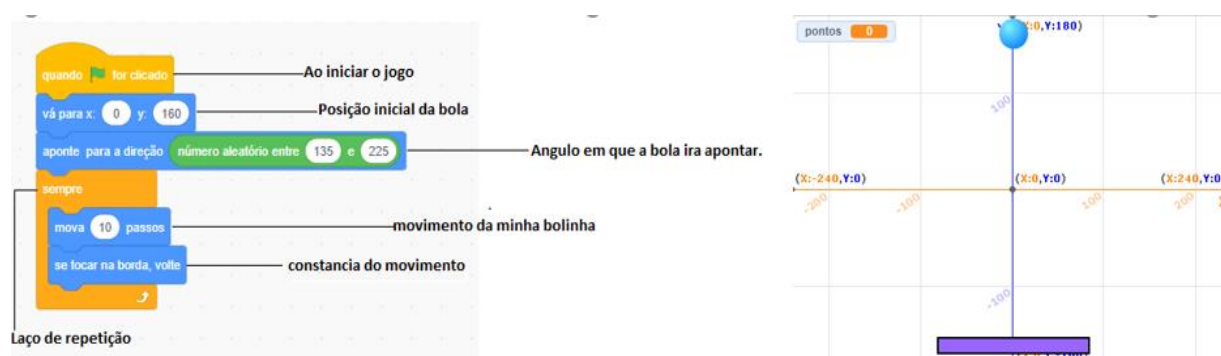 quando for clicado
Ao iniciar o jogo
vá para x: 0 y: 160
Posição inicial da bola
aponte para a direção número aleatório entre 135 e 225
Angulo em que a bola ira apontar.
sempre
mova 10 passos
movimento da minha bolinha
se tocar na borda, volte
constancia do movimento
Laço de repetição
pontos 0
X:0,Y:180)
100
(X:-240,Y:0)
(X:0,Y:0)
(X:240,Y:0
-200
-100
100
200
-100